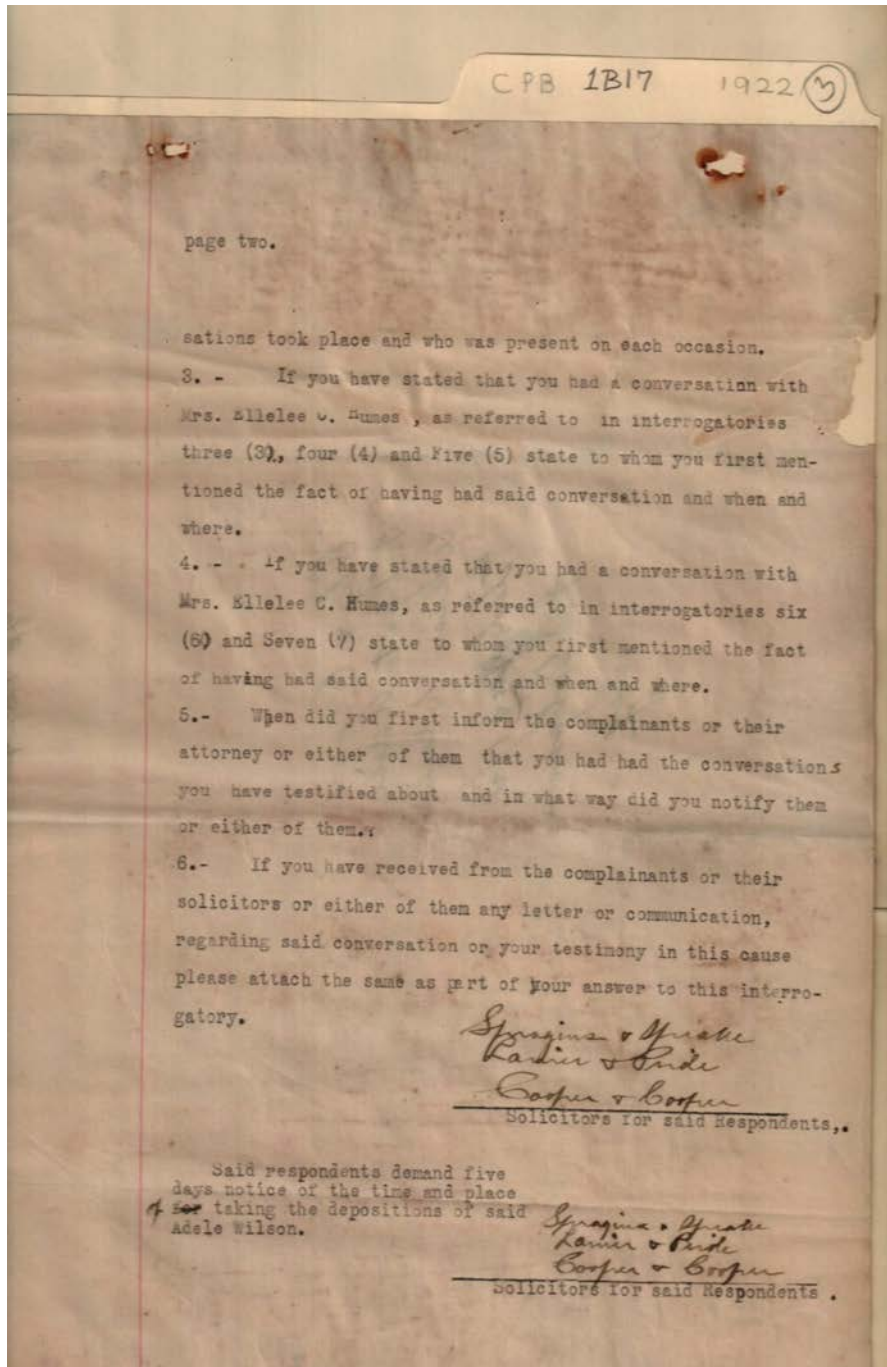 CPB 1B17 1922 3
page two.
sations took place and who was present on each occasion.
3. - If you have stated that you had a conversation with
Mrs. Ellelee C. Humes , as referred to in interrogatories
three (3), four (4) and Five (5) state to whom you first men-
tioned the fact of having had said conversation and when and
where.
4. - If you have stated that you had a conversation with
Mrs. Ellelee C. Humes, as referred to in interrogatories six
(6) and Seven (7) state to whom you first mentioned the fact
of having had said conversation and when and where.
5.- When did you first inform the complainants or their
attorney or either of them that you had had the conversations
you have testified about and in what way did you notify them
or either of them.
6.- If you have received from the complainants or their
solicitors or either of them any letter or communication,
regarding said conversation or your testimony in this cause
please attach the same as part of your answer to this interro-
gatory.
Spragins & Speake
Lanier & Pride
Cooper & Cooper
Solicitors for said Respondents,.
Said respondents demand five
days notice of the time and place
of for taking the depositions of said
Adele Wilson.
Spragins & Speake
Lanier & Pride
Cooper & Cooper
Solicitors for said Respondents .